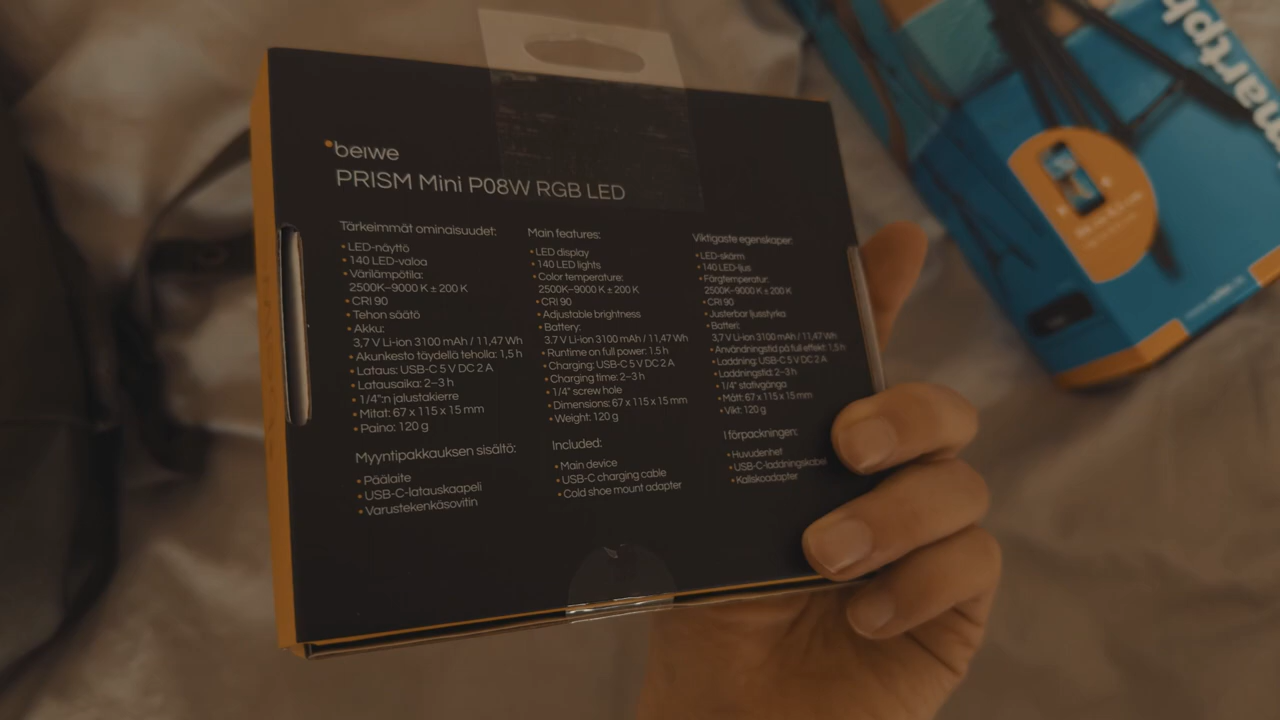 beiwe
PRISM Mini P08W RGB LED
Tärkeimmät ominaisuudet:
• LED-näyttö
• 140 LED-valoa
• Värilämpötila:
2500K–9000 K ± 200 K
• CRI 90
• Tehon säätö
• Akku:
3,7 V Li-ion 3100 mAh / 11,47 Wh
• Akunkesto täydellä teholla: 1,5 h
• Lataus: USB-C 5 V DC 2 A
• Latausaika: 2–3 h
• 1/4":n jalustakierre
• Mitat: 67 x 115 x 15 mm
• Paino: 120 g
Myyntipakkauksen sisältö:
• Päälaite
• USB-C-latauskaapeli
• Varustekenkäsovitin
Main features:
• LED display
• 140 LED lights
• Color temperature:
2500K–9000 K ± 200 K
• CRI 90
• Adjustable brightness
• Battery:
3.7 V Li-ion 3100 mAh / 11.47 Wh
• Runtime on full power: 1.5 h
• Charging: USB-C 5 V DC 2 A
• Charging time: 2–3 h
• 1/4" screw hole
• Dimensions: 67 x 115 x 15 mm
• Weight: 120 g
Included:
• Main device
• USB-C charging cable
• Cold shoe mount adapter
Viktigaste egenskaper:
• LED-skärm
• 140 LED-ljus
• Färgtemperatur:
2500K–9000 K ± 200 K
• CRI 90
• Justerbar ljusstyrka
• Batteri:
3,7 V Li-ion 3100 mAh / 11,47 Wh
• Användningstid på full effekt: 1,5 h
• Laddning: USB-C 5 V DC 2 A
• Laddningstid: 2–3 h
• 1/4" stativgänga
• Mått: 67 x 115 x 15 mm
• Vikt: 120 g
I förpackningen:
• Huvudenhet
• USB-C-laddningskabel
• Kallskoadapter